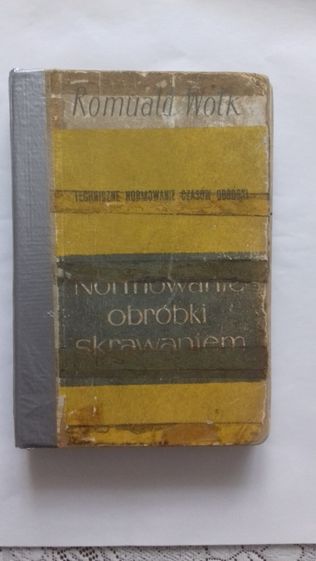 Romuald Wołk
TECHNICZNE NORMOWANIE CZASÓW OBRÓBKI
Normowanie
obróbki
skrawaniem